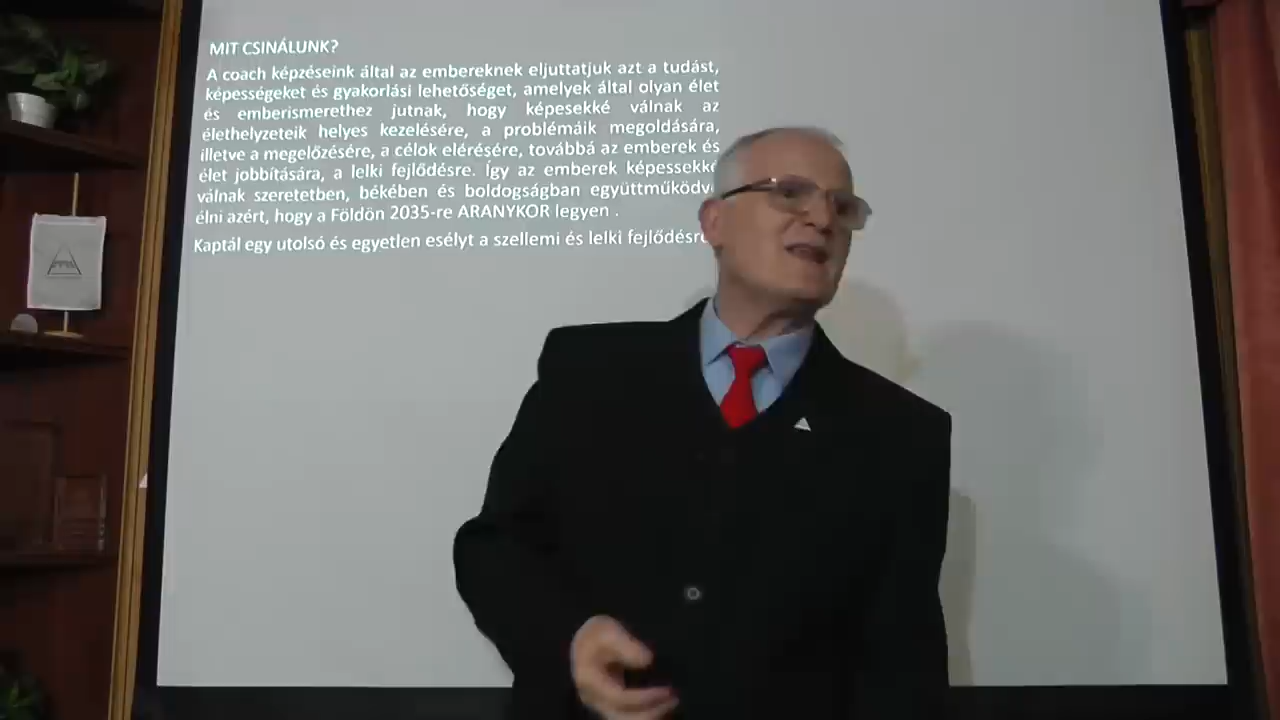 MIT CSINÁLUNK?
A coach képzéseink által az embereknek eljuttatjuk azt a tudást,
képességeket és gyakorlási lehetőséget, amelyek által olyan élet
és emberismerethez jutnak, hogy képesekké válnak az
élethelyzeteik helyes kezelésére, a problémáik megoldására,
illetve a megelőzésére, a célok elérésére, továbbá az emberek és
élet jobbítására, a lelki fejlődésre. Így az emberek képessekké
válnak szeretetben, békében és boldogságban
élni azért, hogy a Földön 2035-re ARANYKOR legyen .
Kaptál egy utolsó és egyetlen esélyt a szellemi és lelki